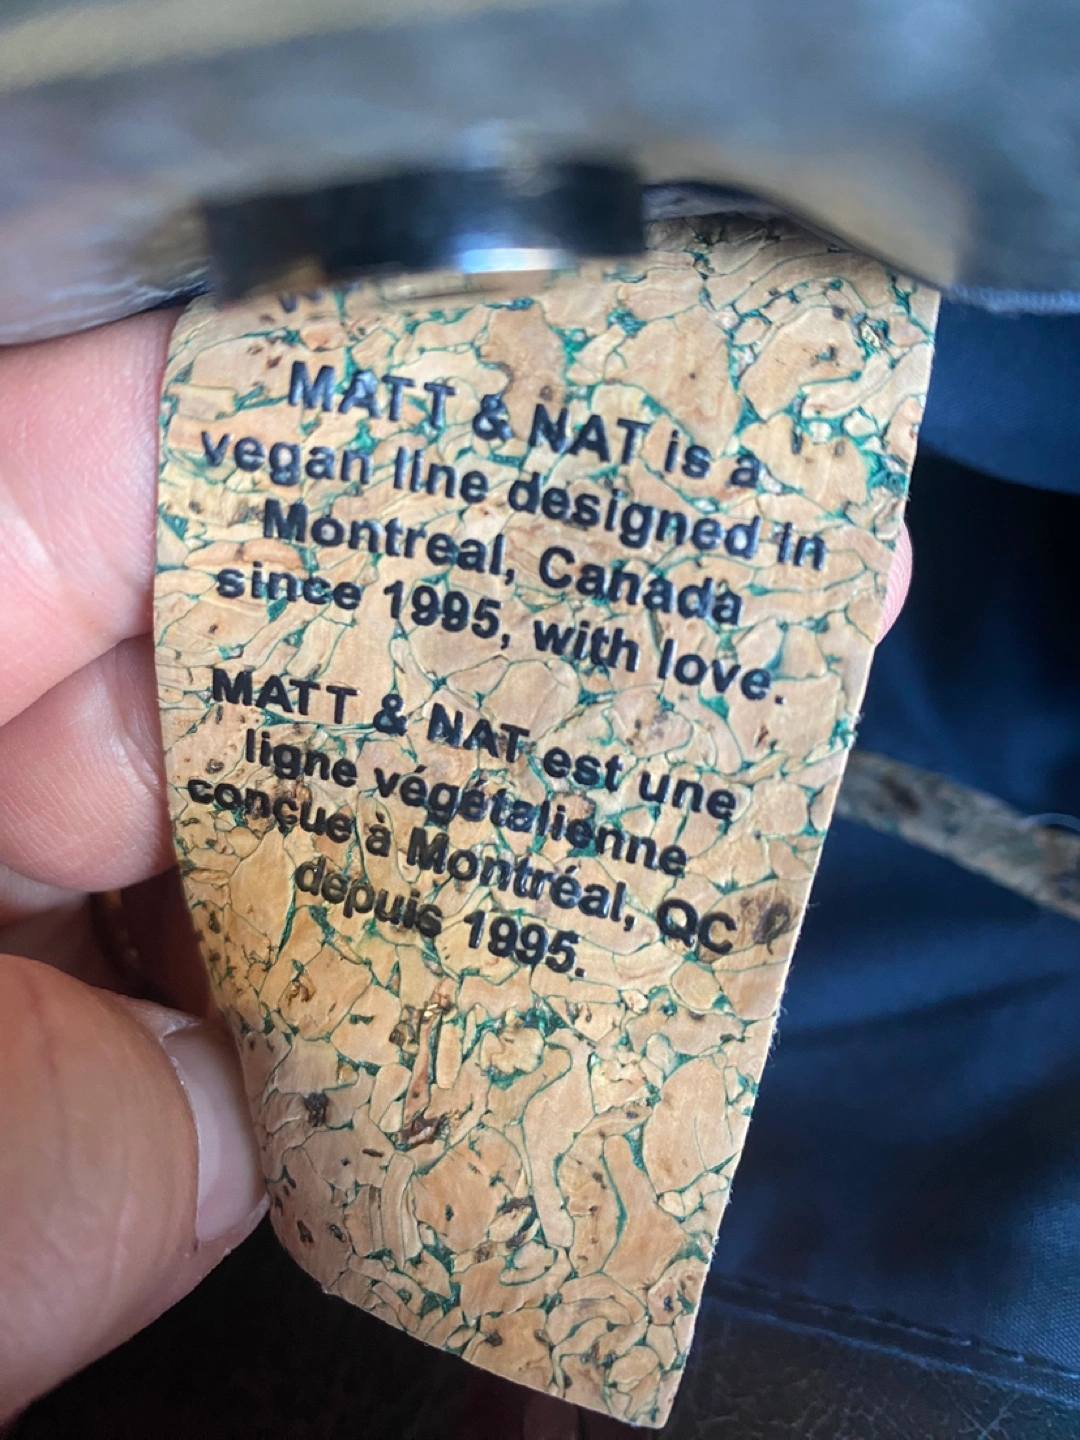 MATT & NAT is a
vegan line designed in
Montreal, Canada
since 1995, with love.
MATT & NAT est une
ligne végétalienne
conçue à Montréal, QC
depuis 1995.